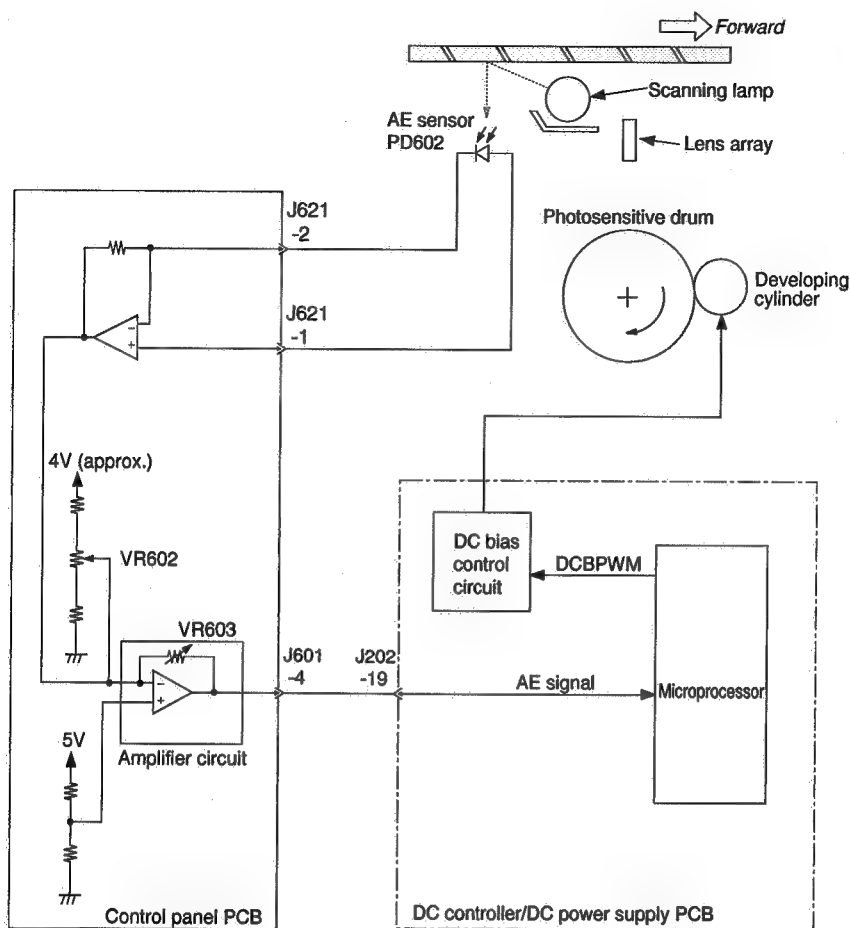 Forward
Scanning lamp
AE sensor
PD602
Lens array
J621
-2
Photosensitive drum
Developing
cylinder
J621
-1
4V (approx.)
VR602
DC bias
control
circuit
DCBPWM
VR603
J601
-4
J202
-19
AE signal
Microprocessor
5V
Amplifier circuit
Control panel PCB
DC controller/DC power supply PCB